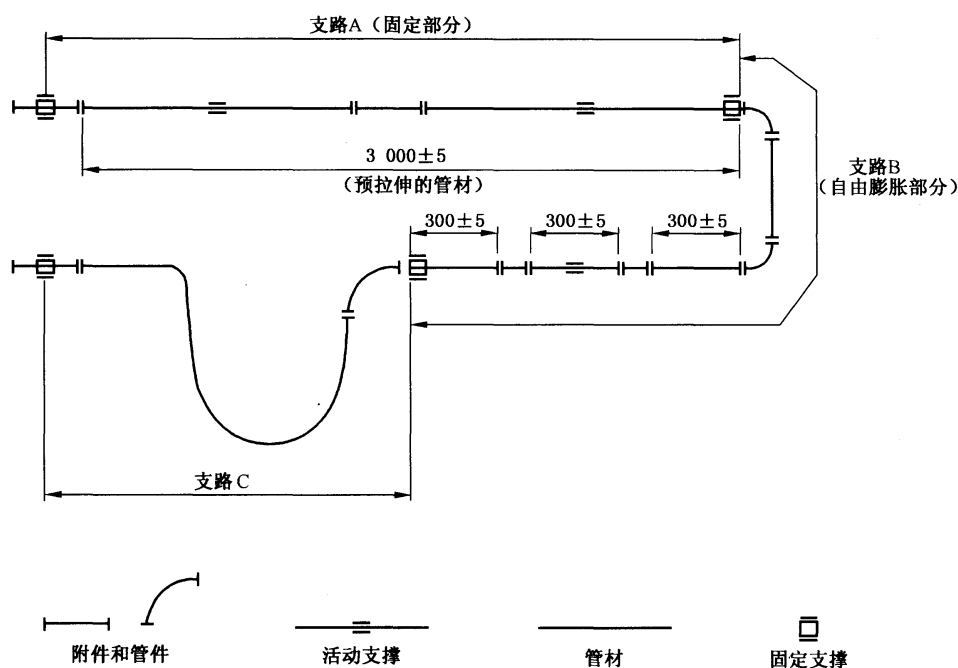 支路A（固定部分）
3 000±5
(预拉伸的管材)
支路B
(自由膨胀部分)
300±5
300±5
300±5
支路C
附件和管件
活动支撑
管材
固定支撑